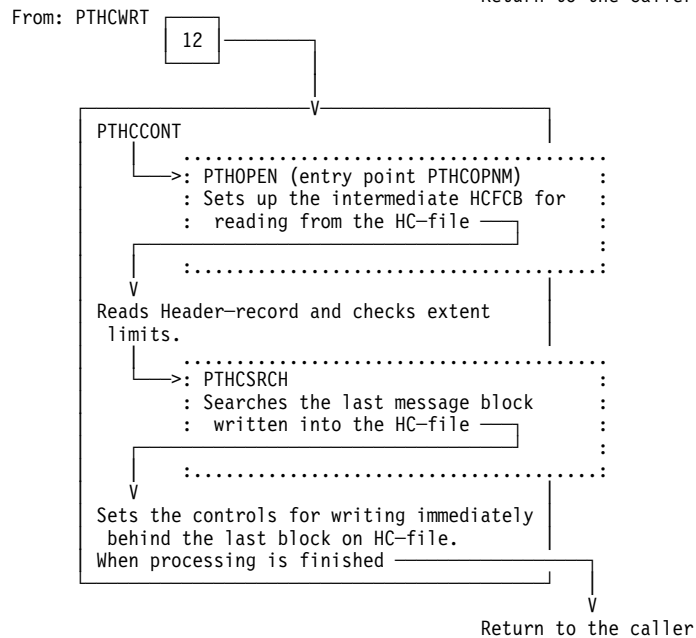 Return to the caller
From: PTHCWRT
12
PTHCCONT
PTHOPEN (entry point PTHCOPNM)
Sets up the intermediate HCFCB for
reading from the HC-file
Reads Header-record and checks extent
limits.
PTHCSRCH
Searches the last message block
written into the HC-file
Sets the controls for writing immediately
behind the last block on HC-file.
When processing is finished
Return to the caller